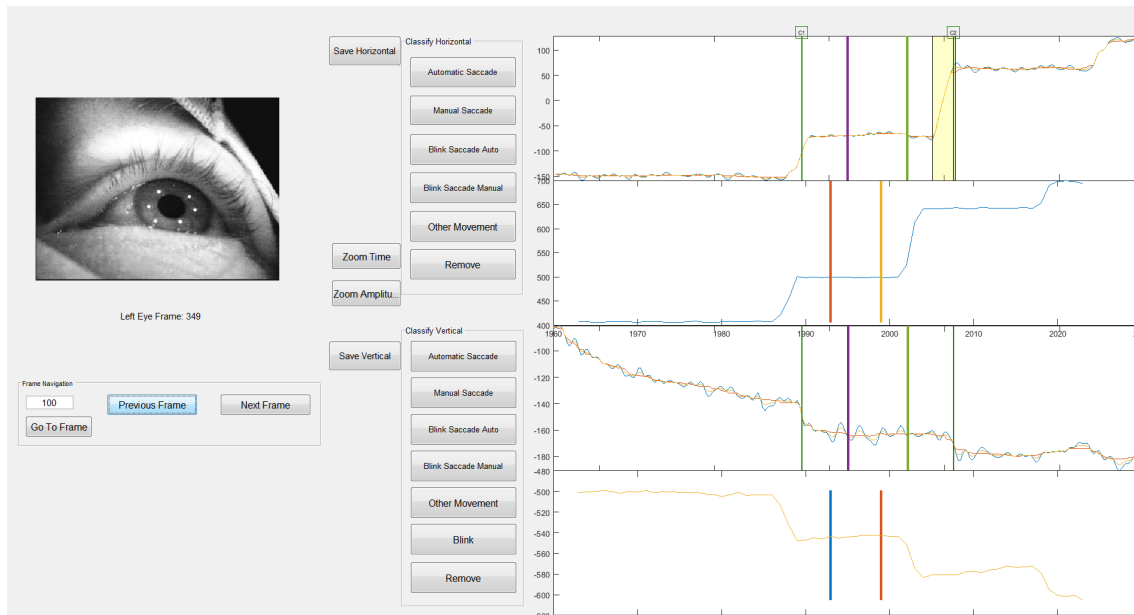 Save Horizontal
Classify Horizontal
Automatic Saccade
Manual Saccade
Blink Saccade Auto
Blink Saccade Manual
Other Movement
Remove
Zoom Time
Zoom Amplitu...
Left Eye Frame: 349
Classify Vertical
Save Vertical
Automatic Saccade
Manual Saccade
Blink Saccade Auto
Blink Saccade Manual
Other Movement
Blink
Remove
Frame Navigation
100
Previous Frame
Next Frame
Go To Frame
C1
C2
100
50
0
-50
-100
-150
700
650
600
550
500
450
400
1960
1970
1980
1990
2000
2010
2020
-100
-120
-140
-160
-180
-480
-500
-520
-540
-560
-580
-600